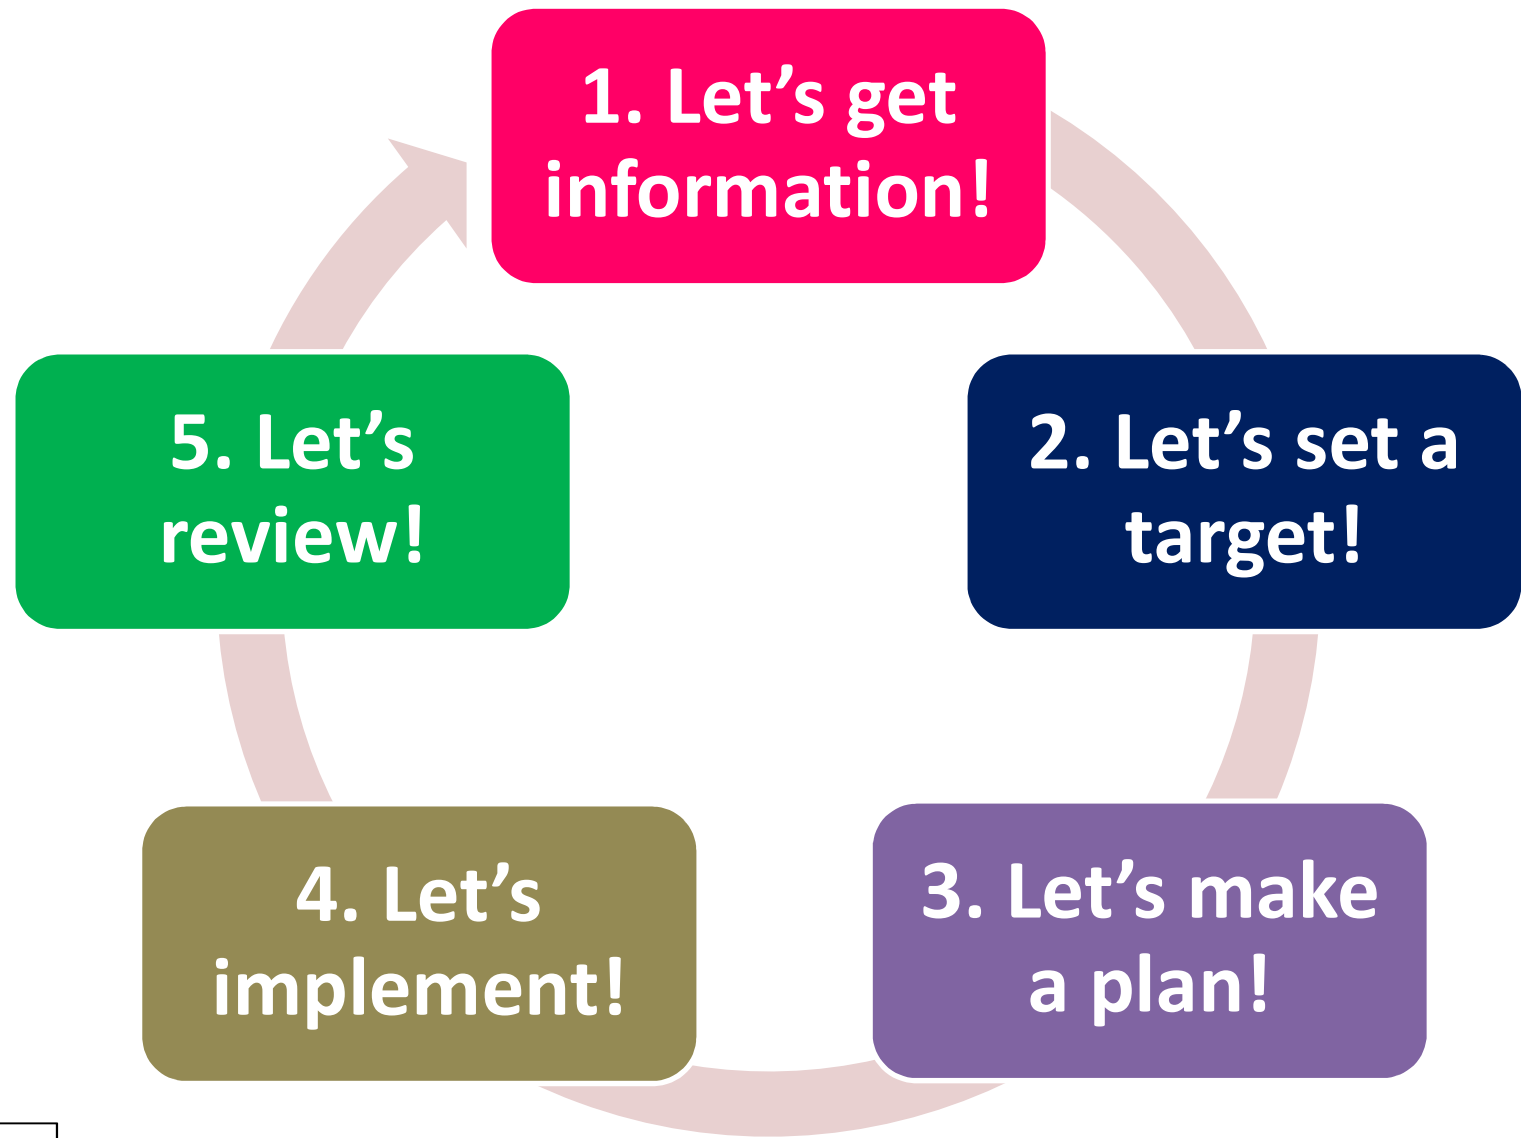 1. Let’s get
information!
2. Let’s set a
target!
3. Let’s make
a plan!
4. Let’s
implement!
5. Let’s
review!